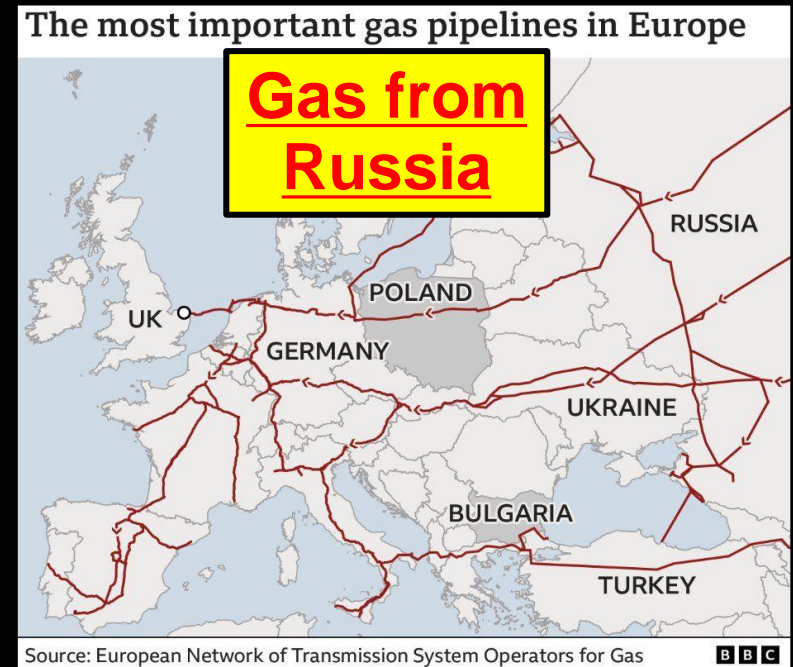 The most important gas pipelines in Europe
Gas from
Russia
RUSSIA
POLAND
UK
GERMANY
UKRAINE
BULGARIA
TURKEY
Source: European Network of Transmission System Operators for Gas
BBC